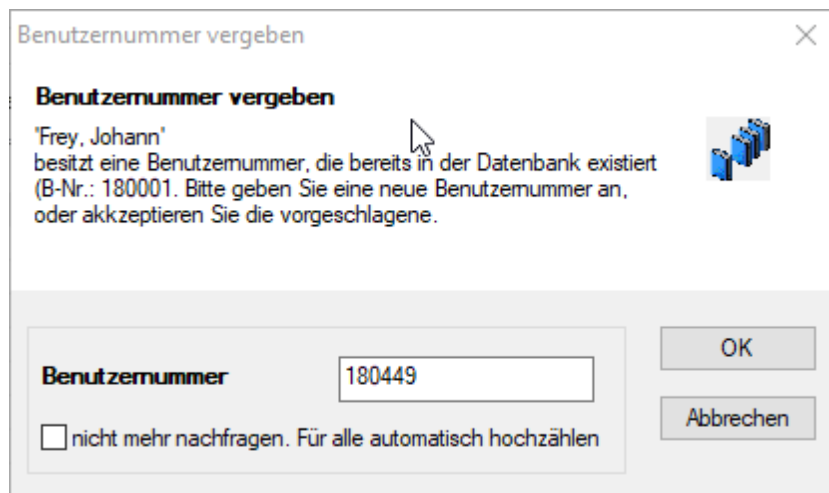 Benutzernummer vergeben
Benutzernummer vergeben
'Frey, Johann'
besitzt eine Benutzernummer, die bereits in der Datenbank existiert
(B-Nr.: 180001. Bitte geben Sie eine neue Benutzernummer an,
oder akkzeptieren Sie die vorgeschlagene.
OK
Benutzernummer 180449
Abbrechen
nicht mehr nachfragen. Für alle automatisch hochzählen